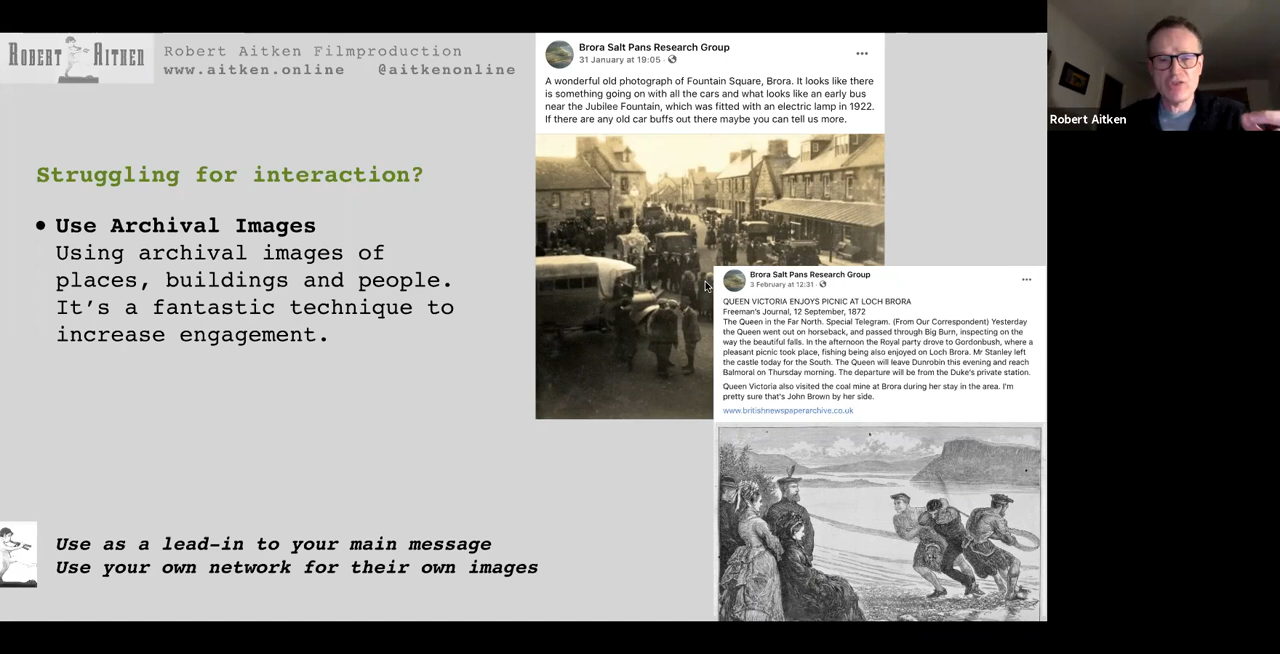 ROBERT AITKEN
Robert Aitken Filmproduction
www.aitken.online @aitkenonline
Struggling for interaction?
• Use Archival Images
Using archival images of
places, buildings and people.
It's a fantastic technique to
increase engagement.
Use as a lead-in to your main message
Use your own network for their own images
Brora Salt Pans Research Group
31 January at 19:05 ·
A wonderful old photograph of Fountain Square, Brora. It looks like there
is something going on with all the cars and what looks like an early bus
near the Jubilee Fountain, which was fitted with an electric lamp in 1922.
If there are any old car buffs out there maybe you can tell us more.
Brora Salt Pans Research Group
3 February at 12:31 ·
QUEEN VICTORIA ENJOYS PICNIC AT LOCH BRORA
Freeman's Journal, 12 September, 1872
The Queen in the Far North. Special Telegram. (From Our Correspondent) Yesterday
the Queen went out on horseback, and passed through Big Burn, inspecting on the
way the beautiful falls. In the afternoon the Royal party drove to Gordonbush, where a
pleasant picnic took place, fishing being also enjoyed on Loch Brora. Mr Stanley left
the castle today for the South. The Queen will leave Dunrobin this evening and reach
Balmoral on Thursday morning. The departure will be from the Duke's private station.
Queen Victoria also visited the coal mine at Brora during her stay in the area. I'm
pretty sure that's John Brown by her side.
www.britishnewspaperarchive.co.uk
Robert Aitken